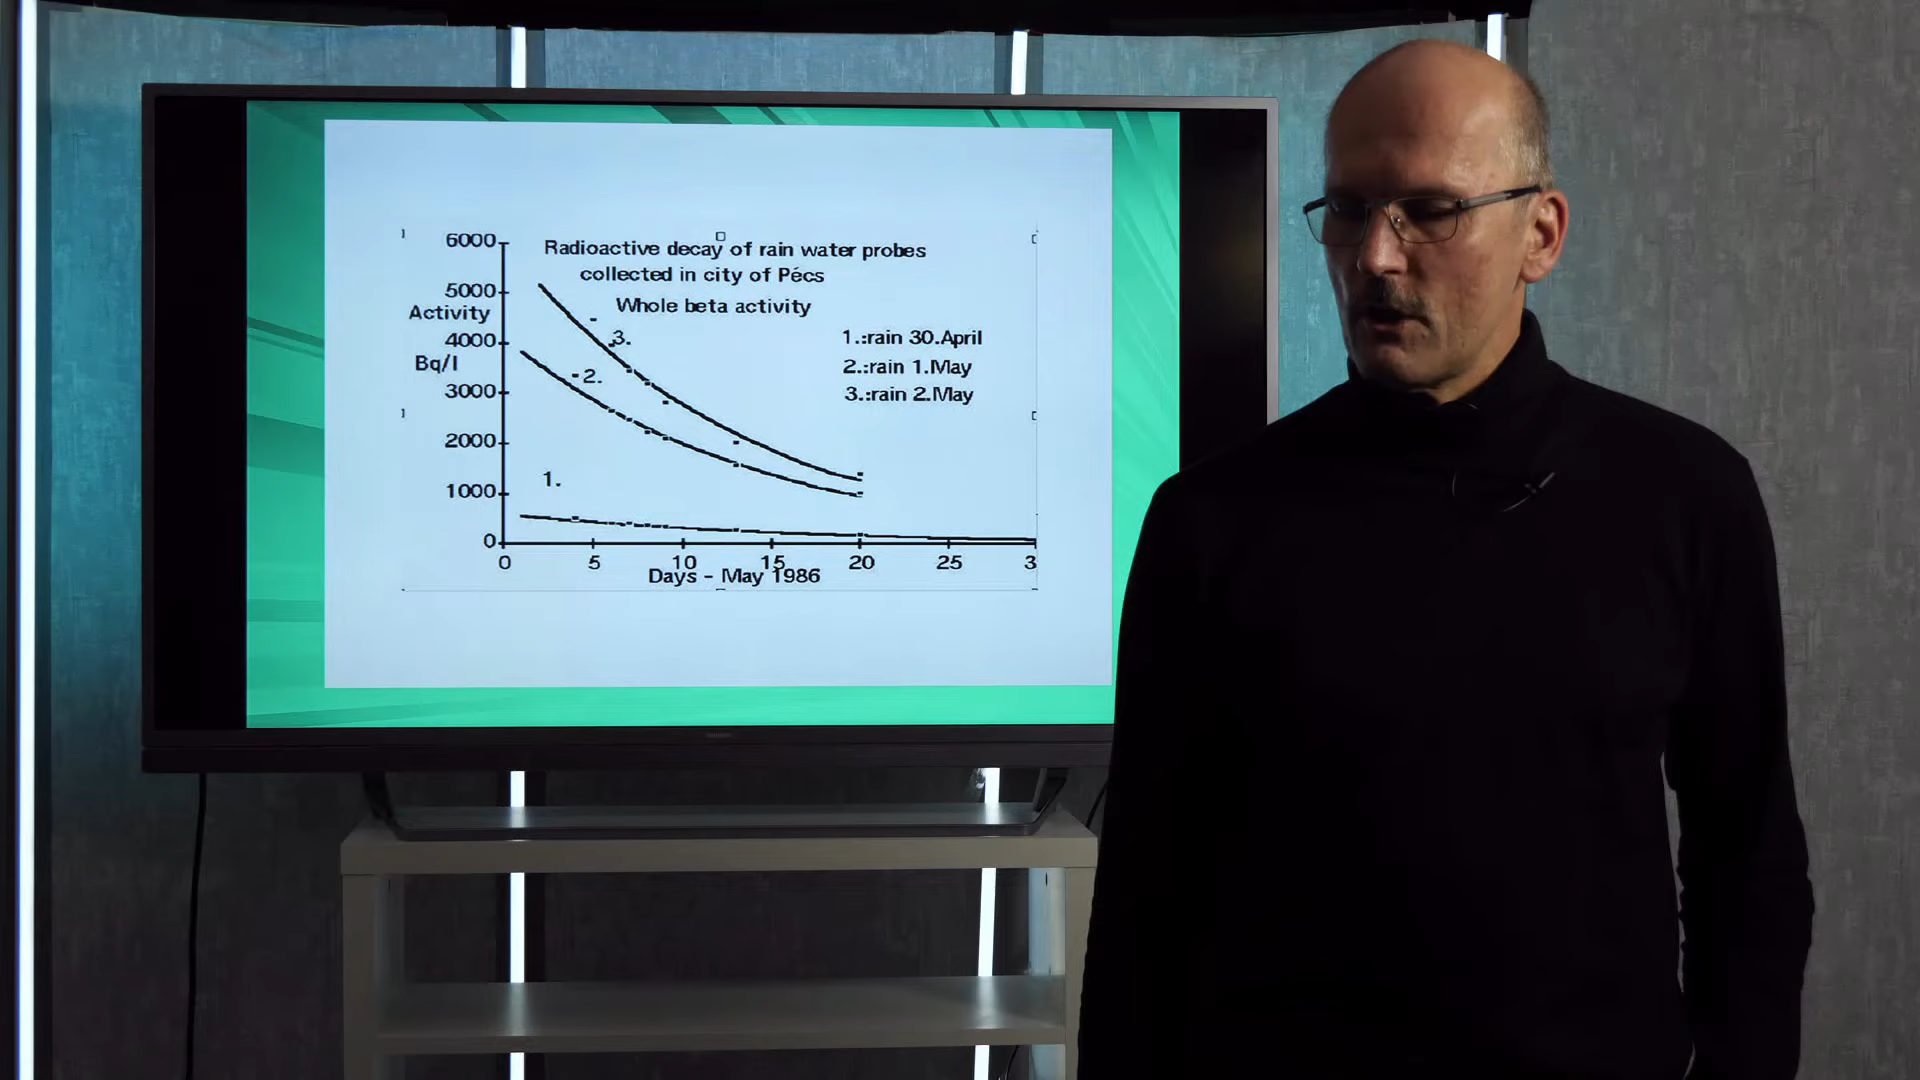 6000
Radioactive decay of rain water probes
collected in city of Pécs
5000
Whole beta activity
Activity
4000
3.
1.:rain 30.April
Bq/l
2.
2.:rain 1.May
3000
3.:rain 2.May
2000
1.
1000
0
0 5 10 15 20 25 3
Days - May 1986